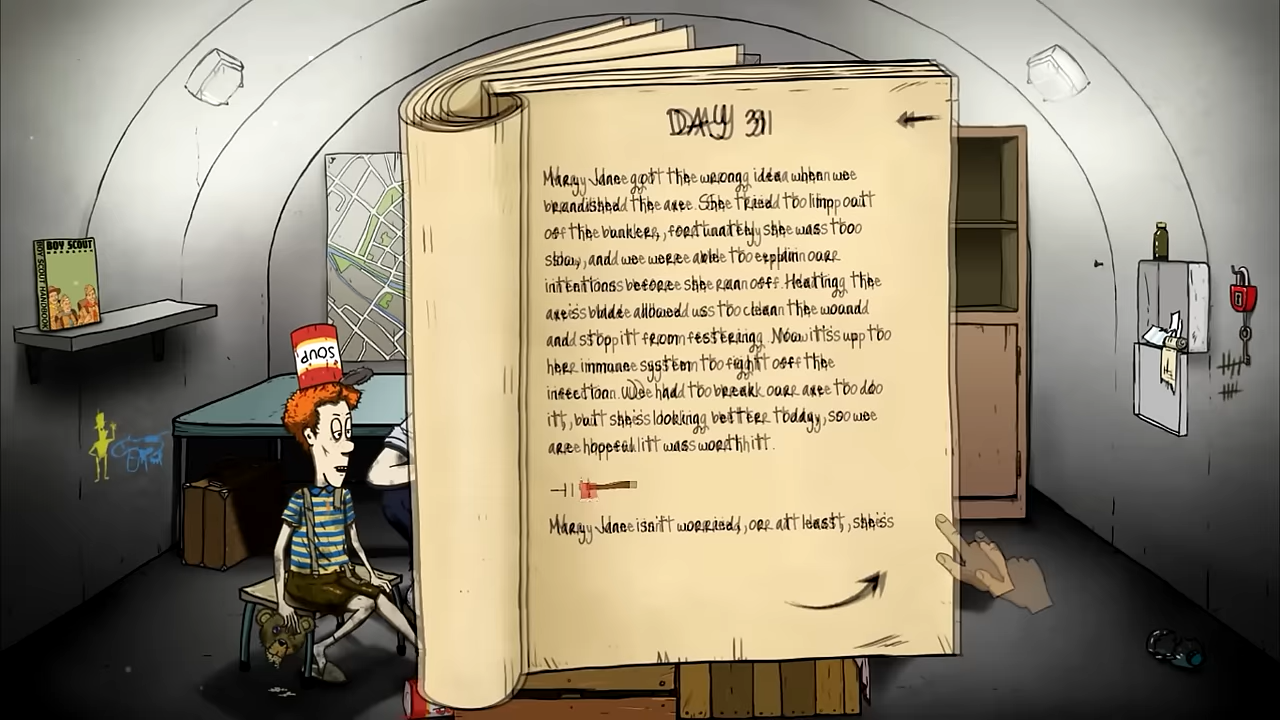 DAY 31
Mary Jane got the wrong idea when we
brandished the axe. She tried to limp out
of the bunker, fortunately she was too
slow, and we were able to explain our
intentions before she ran off. Heating the
axe's blade allowed us to clean the wound
and stop it from festering. Now it's up to
her immune system to fight off the
infection. We had to break our axe to do
it, but she's looking better today, so we
are hopeful it was worth it.
Mary Jane isn't worried, or at least, she's
BOY SCOUT
BOY SCOUT HANDBOOK
SOUP